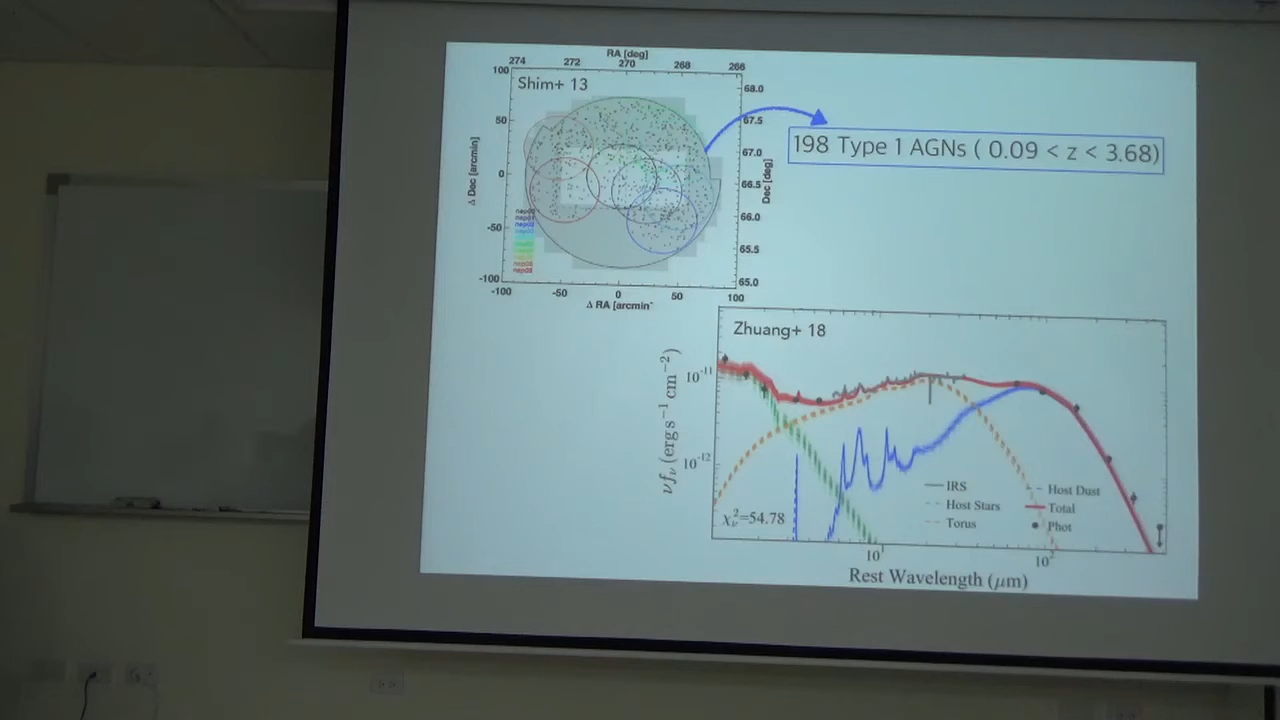 RA [deg]
274 272 270 268 266
Shim+ 13
100
50
0
-50
-100
Δ Dec [arcmin]
68.0
67.5
67.0
66.5
66.0
65.5
65.0
Dec [deg]
-100 -50 0 50 100
Δ RA [arcmin]
198 Type 1 AGNs ( 0.09 < z < 3.68)
Zhuang+ 18
10⁻¹¹
10⁻¹²
νfν (erg s⁻¹ cm⁻²)
IRS
Host Stars
Torus
Host Dust
Total
Phot
χ²ν=54.78
10¹ 10²
Rest Wavelength (μm)